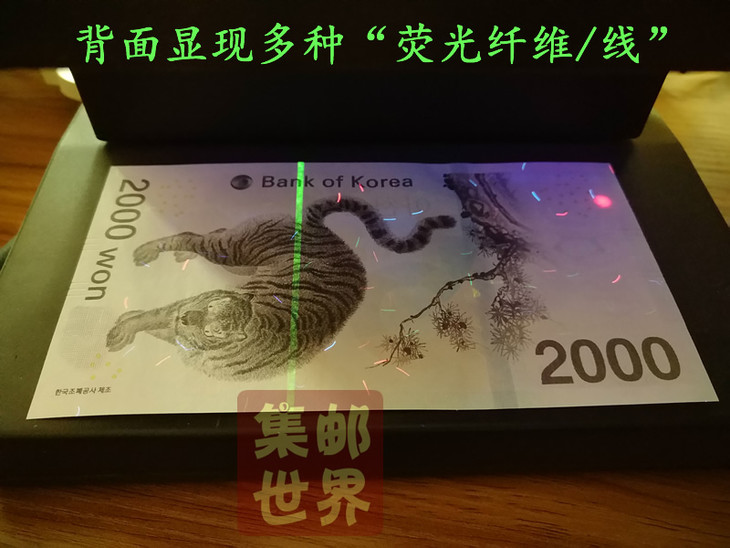 背面显现多种“荧光纤维/线”
Bank of Korea
2000 won
2000
한국조폐공사 제조
集邮
世界